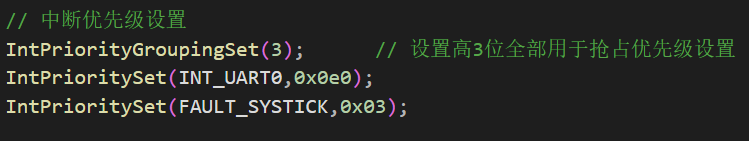 // 中断优先级设置
IntPriorityGroupingSet(3);       // 设置高3位全部用于抢占优先级设置
IntPrioritySet(INT_UART0,0x0e0);
IntPrioritySet(FAULT_SYSTICK,0x03);